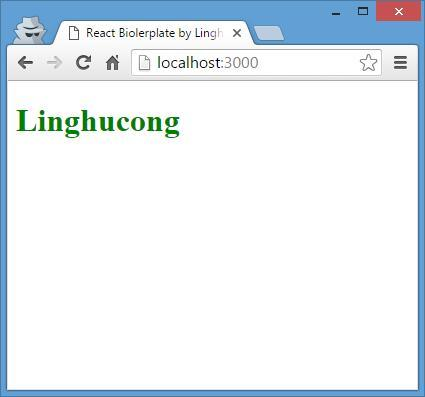 React Biolerplate by Lingh
localhost:3000
Linghucong